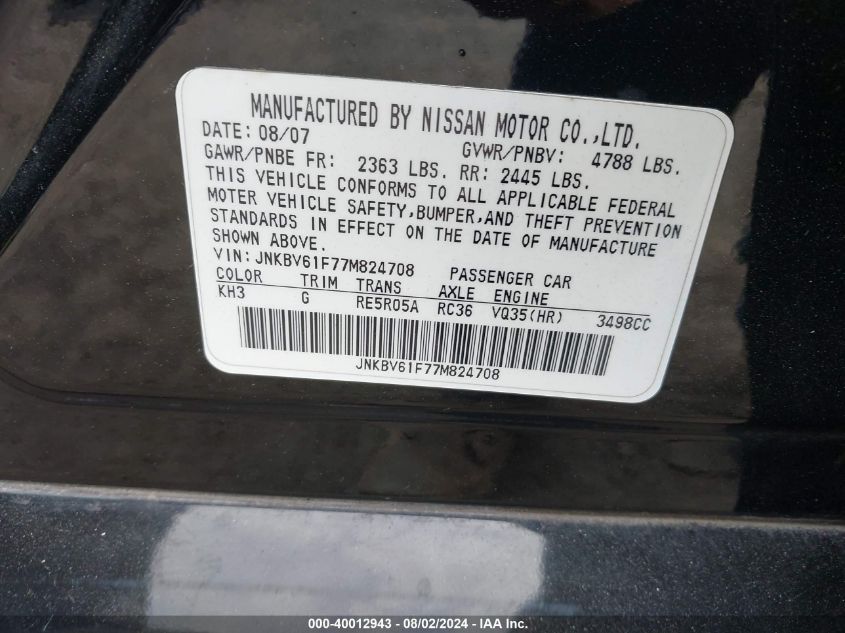 MANUFACTURED BY NISSAN MOTOR CO.,LTD.
DATE: 08/07 GVWR/PNBV: 4788 LBS.
GAWR/PNBE FR: 2363 LBS. RR: 2445 LBS.
THIS VEHICLE CONFORMS TO ALL APPLICABLE FEDERAL
MOTOR VEHICLE SAFETY,BUMPER,AND THEFT PREVENTION
STANDARDS IN EFFECT ON THE DATE OF MANUFACTURE
SHOWN ABOVE.
VIN:JNKBV61F77M824708 PASSENGER CAR
COLOR TRIM TRANS AXLE ENGINE
KH3 G RE5R05A RC36 VQ35(HR) 3498CC
JNKBV61F77M824708
000-40012943 - 08/02/2024 - IAAI.com